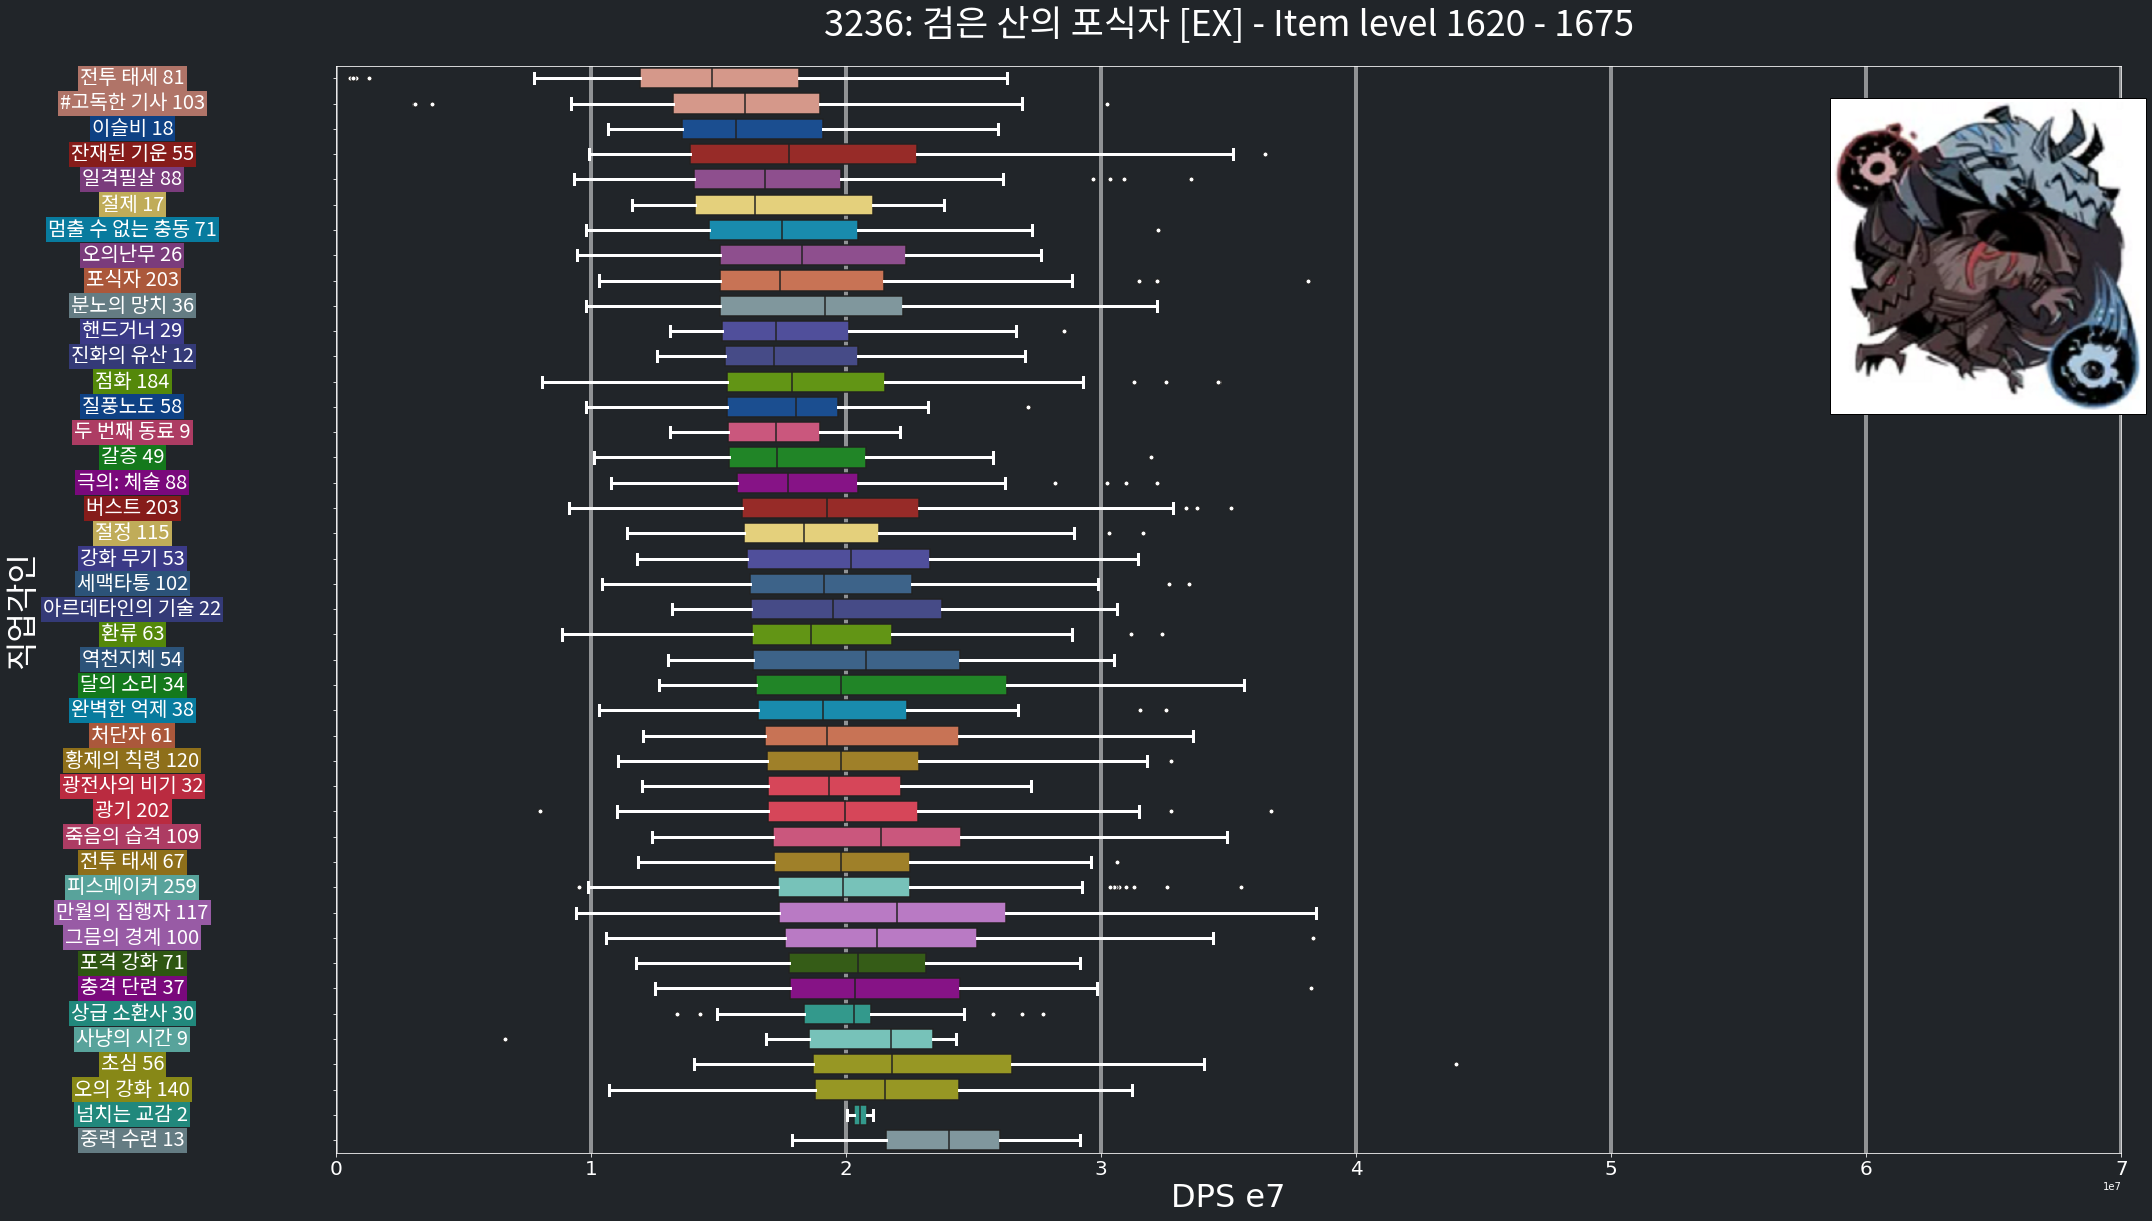 3236: 검은 산의 포식자 [EX] - Item level 1620 - 1675
전투 태세 81
#고독한 기사 103
이슬비 18
잔재된 기운 55
일격필살 88
절제 17
멈출 수 없는 충동 71
오의난무 26
포식자 203
분노의 망치 36
핸드거너 29
진화의 유산 12
점화 184
질풍노도 58
두 번째 동료 9
갈증 49
극의: 체술 88
버스트 203
절정 115
강화 무기 53
세맥타통 102
아르데타인의 기술 22
환류 63
역천지체 54
달의 소리 34
완벽한 억제 38
처단자 61
황제의 칙령 120
광전사의 비기 32
광기 202
죽음의 습격 109
전투 태세 67
피스메이커 259
만월의 집행자 117
그믐의 경계 100
포격 강화 71
충격 단련 37
상급 소환사 30
사냥의 시간 9
초심 56
오의 강화 140
넘치는 교감 2
중력 수련 13
직업각인
0 1 2 3 4 5 6 7
1e7
DPS e7